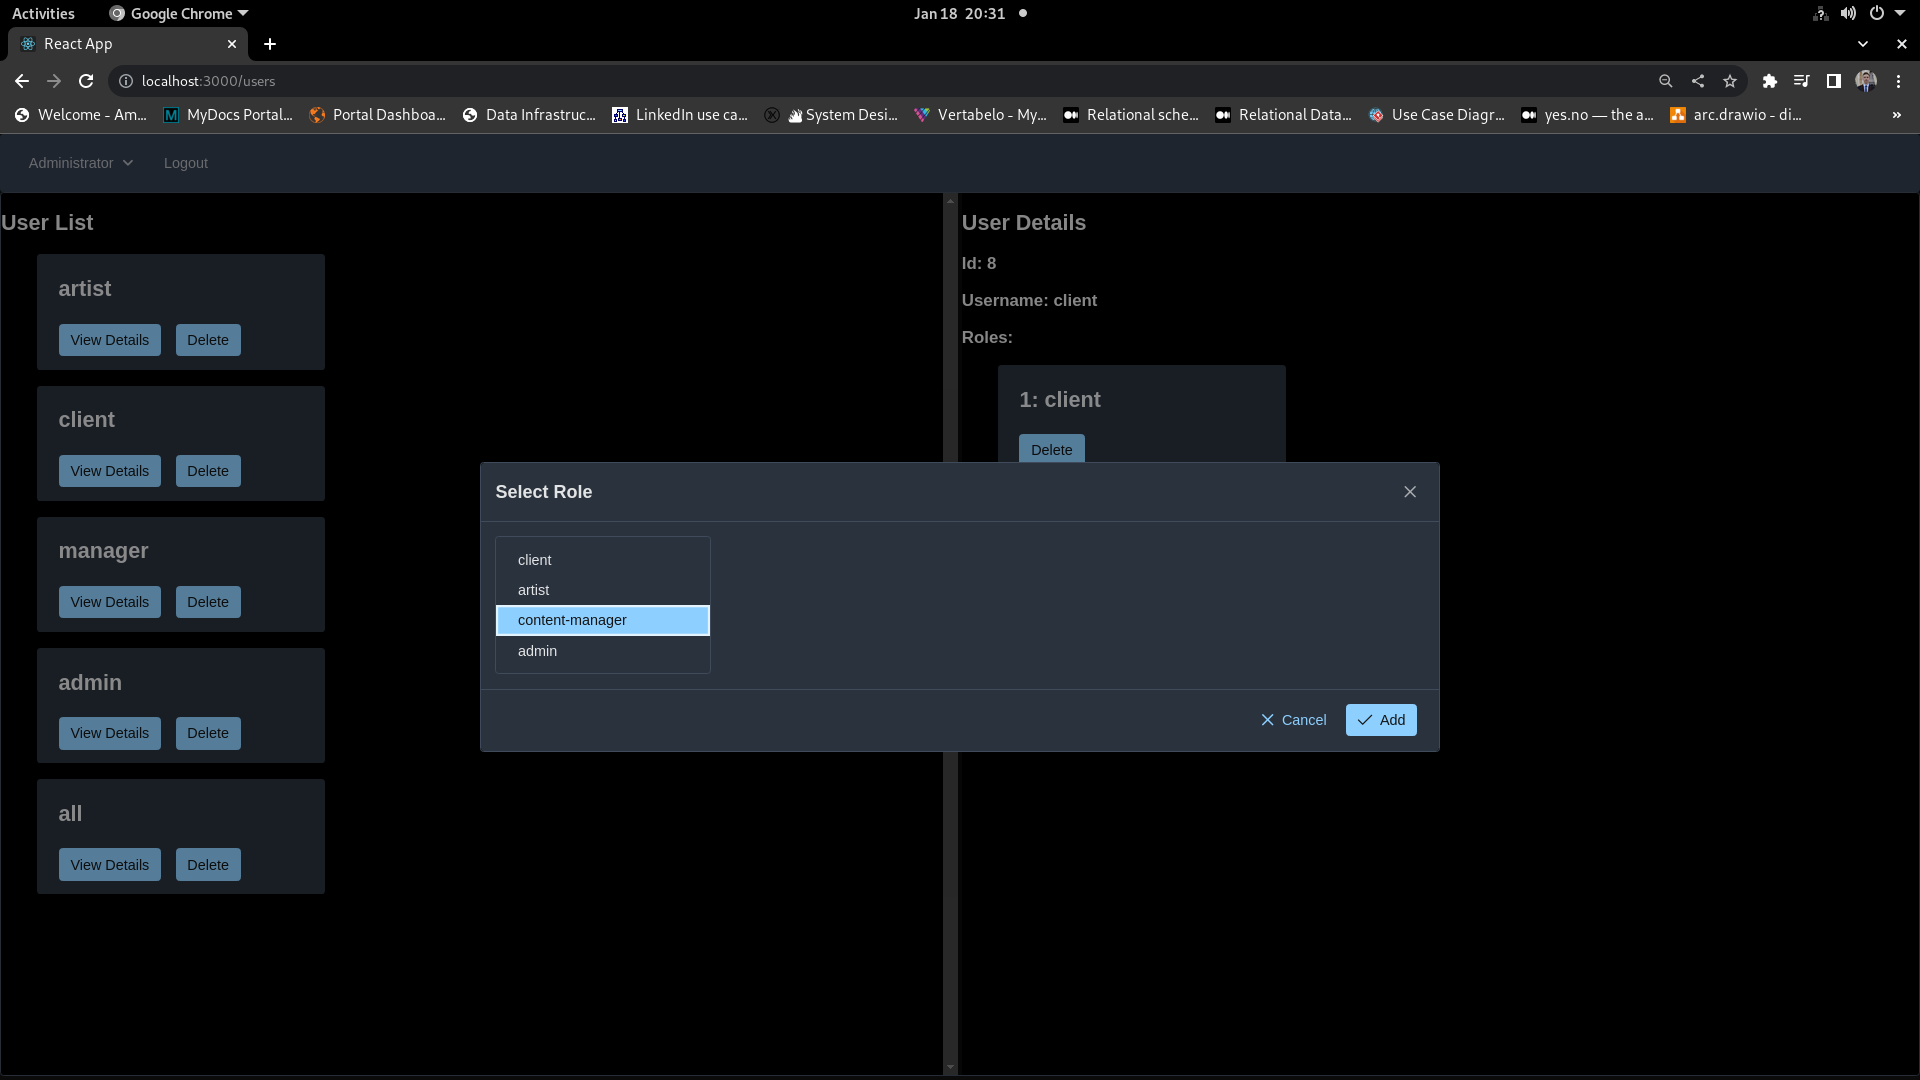 Activities Google Chrome Jan 18 20:31
React App
localhost:3000/users
Welcome - Am... MyDocs Portal... Portal Dashboa... Data Infrastruc... LinkedIn use ca... System Desi... Vertabelo - My... Relational sche... Relational Data... Use Case Diagr... yes.no — the a... arc.drawio - di... »
Administrator Logout
User List
artist
View Details Delete
client
View Details Delete
manager
View Details Delete
admin
View Details Delete
all
View Details Delete
User Details
Id: 8
Username: client
Roles:
1: client
Delete
Select Role
client
artist
content-manager
admin
Cancel Add